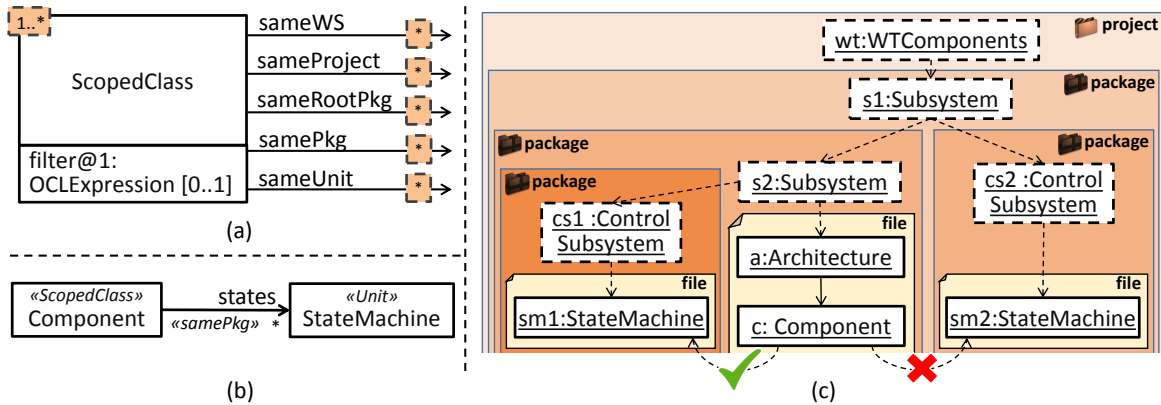 (a)
1..*
ScopedClass
filter@1:
OCLExpression [0..1]
sameWS
*
sameProject
*
sameRootPkg
*
samePkg
*
sameUnit
*
(b)
«ScopedClass»
Component
states
«samePkg» *
«Unit»
StateMachine
project
wt:WTComponents
package
s1:Subsystem
package
package
s2:Subsystem
cs2 :Control
Subsystem
package
cs1 :Control
Subsystem
file
a:Architecture
c: Component
file
sm1:StateMachine
file
sm2:StateMachine
(c)